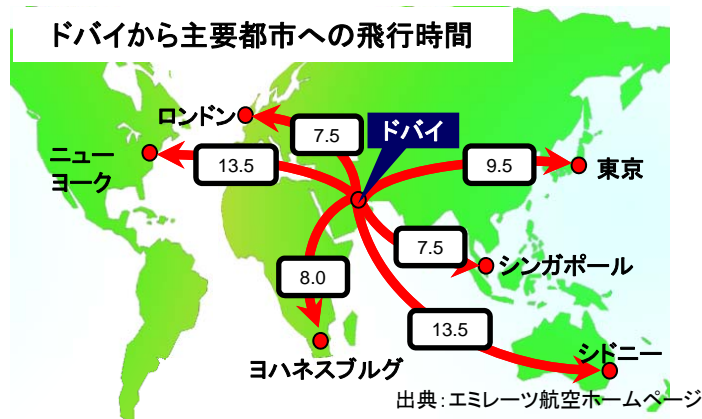 ドバイから主要都市への飛行時間
ロンドン
ドバイ
7.5
ニュー
ヨーク
13.5
9.5
東京
7.5
シンガポール
8.0
13.5
シドニー
ヨハネスブルグ
出典：エミレーツ航空ホームページ